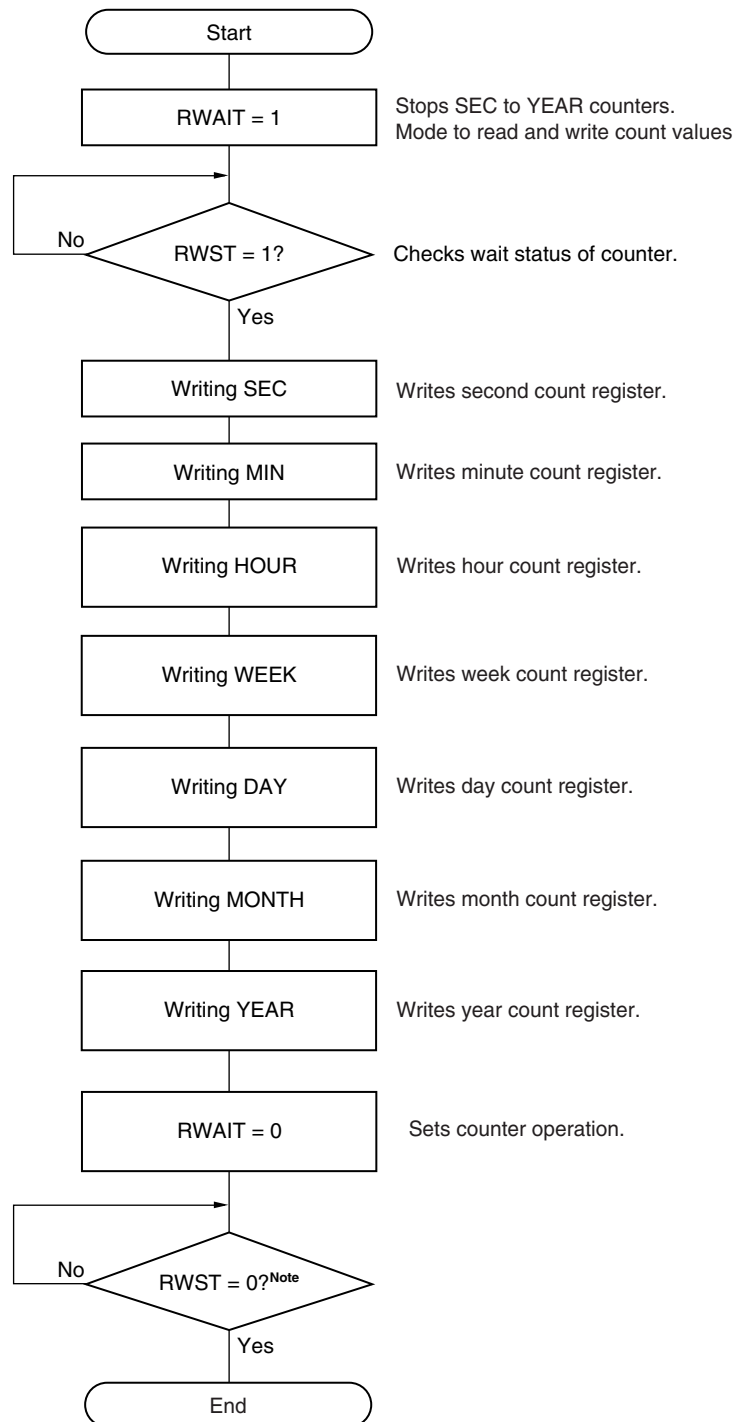 Start
RWAIT = 1
Stops SEC to YEAR counters.
Mode to read and write count values
No
RWST = 1?
Checks wait status of counter.
Yes
Writing SEC
Writes second count register.
Writing MIN
Writes minute count register.
Writing HOUR
Writes hour count register.
Writing WEEK
Writes week count register.
Writing DAY
Writes day count register.
Writing MONTH
Writes month count register.
Writing YEAR
Writes year count register.
RWAIT = 0
Sets counter operation.
No
RWST = 0?Note
Yes
End